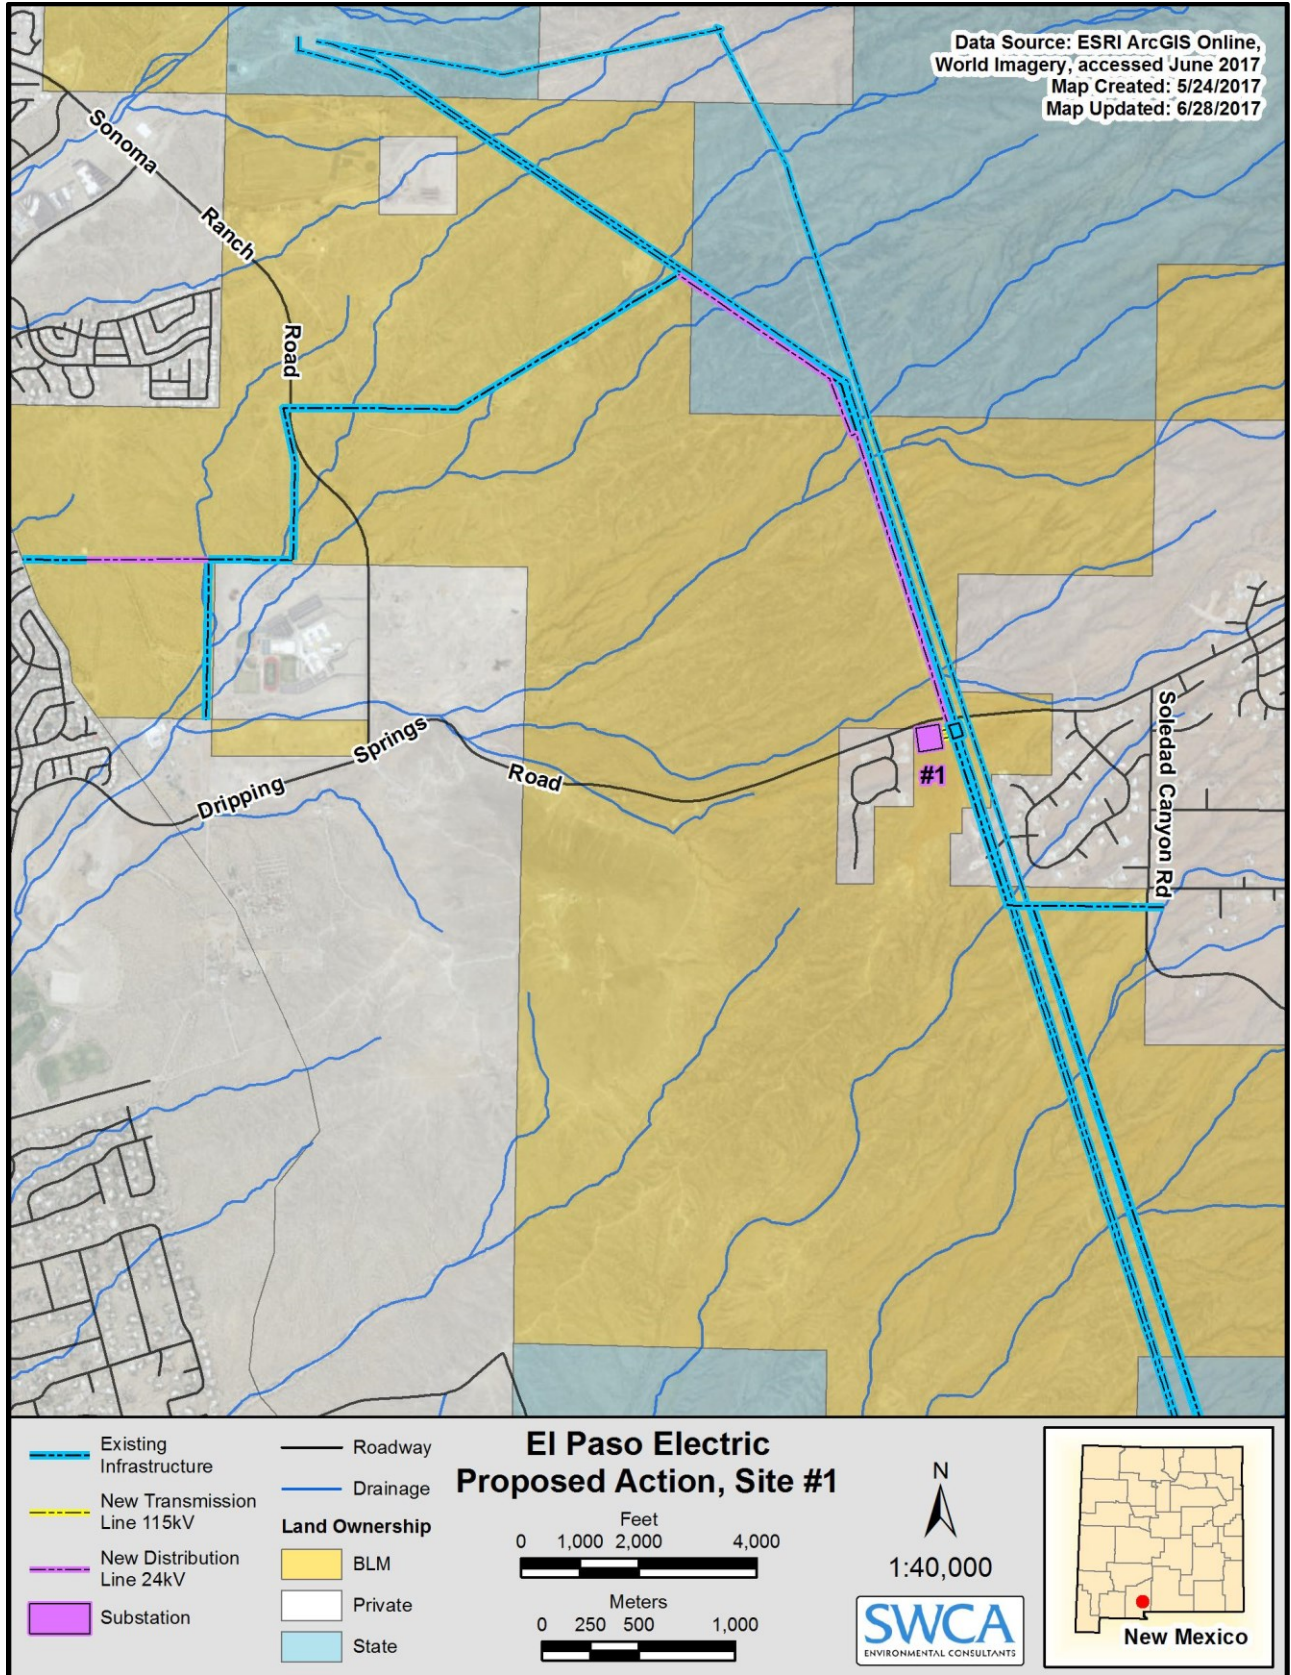 Data Source: ESRI ArcGIS Online,
World Imagery, accessed June 2017
Map Created: 5/24/2017
Map Updated: 6/28/2017
Sonoma
Ranch
Road
Dripping
Springs
Road
#1
Soledad Canyon Rd
Existing
Infrastructure
New Transmission
Line 115kV
New Distribution
Line 24kV
Substation
Roadway
Drainage
Land Ownership
BLM
Private
State
El Paso Electric
Proposed Action, Site #1
Feet
0 1,000 2,000 4,000
Meters
0 250 500 1,000
N
1:40,000
SWCA
ENVIRONMENTAL CONSULTANTS
New Mexico